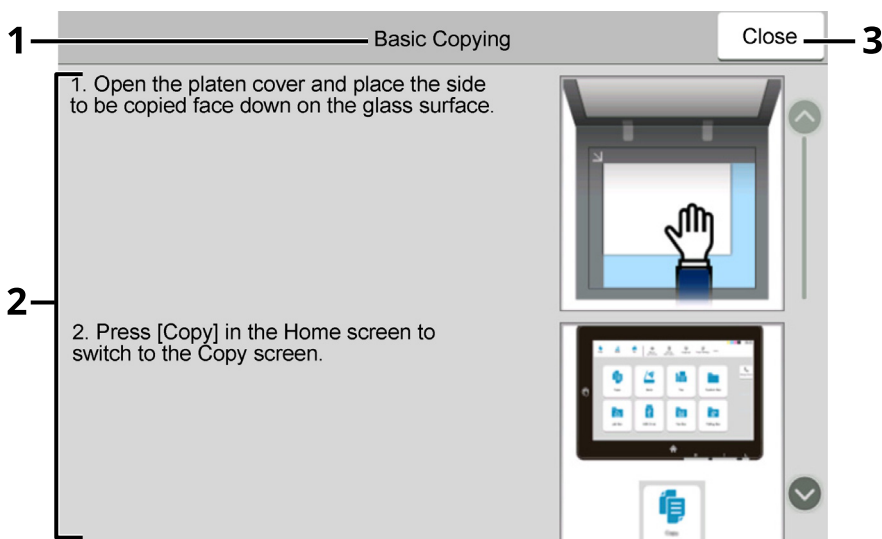 1
Basic Copying
Close
3
1. Open the platen cover and place the side
to be copied face down on the glass surface.
2
2. Press [Copy] in the Home screen to
switch to the Copy screen.
Copy